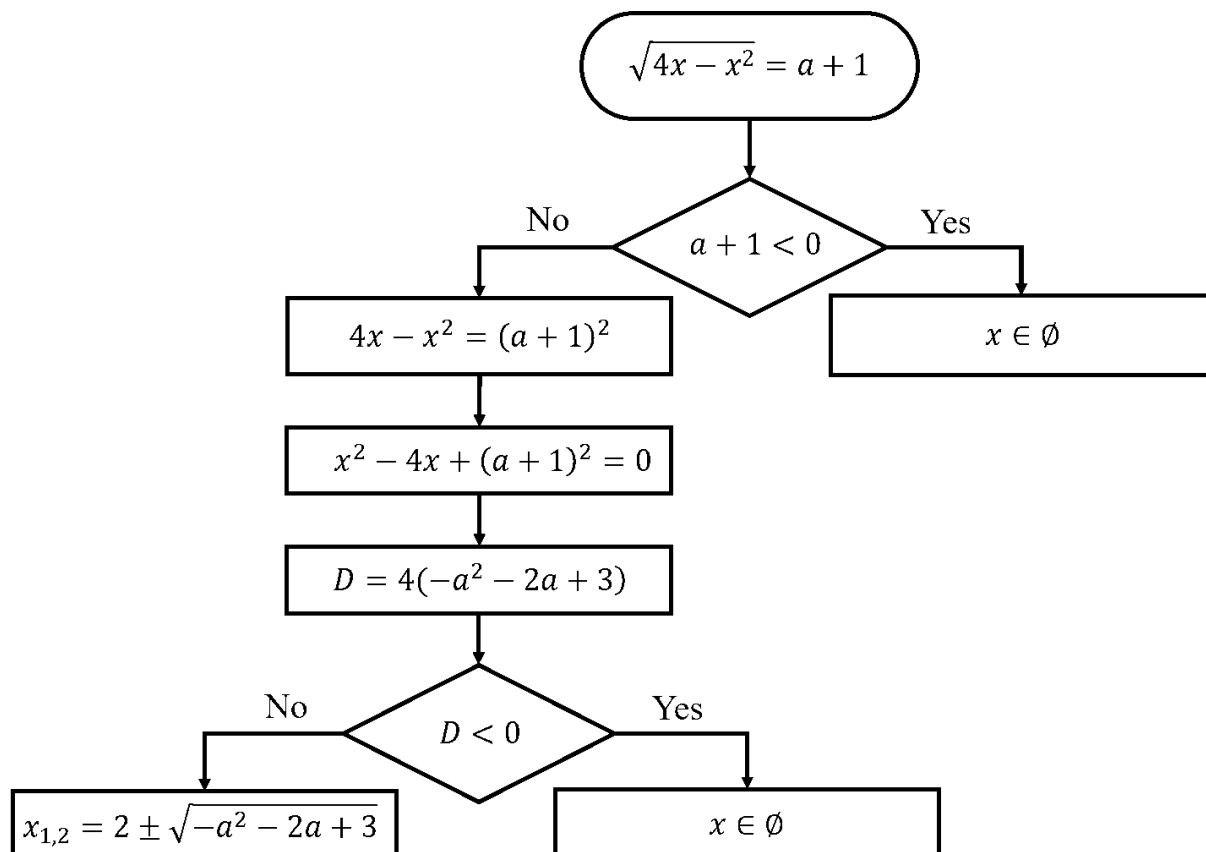 √(4x − x²) = a + 1
a + 1 < 0
No
Yes
4x − x² = (a + 1)²
x ∈ ∅
x² − 4x + (a + 1)² = 0
D = 4(−a² − 2a + 3)
D < 0
No
Yes
x₁,₂ = 2 ± √(−a² − 2a + 3)
x ∈ ∅